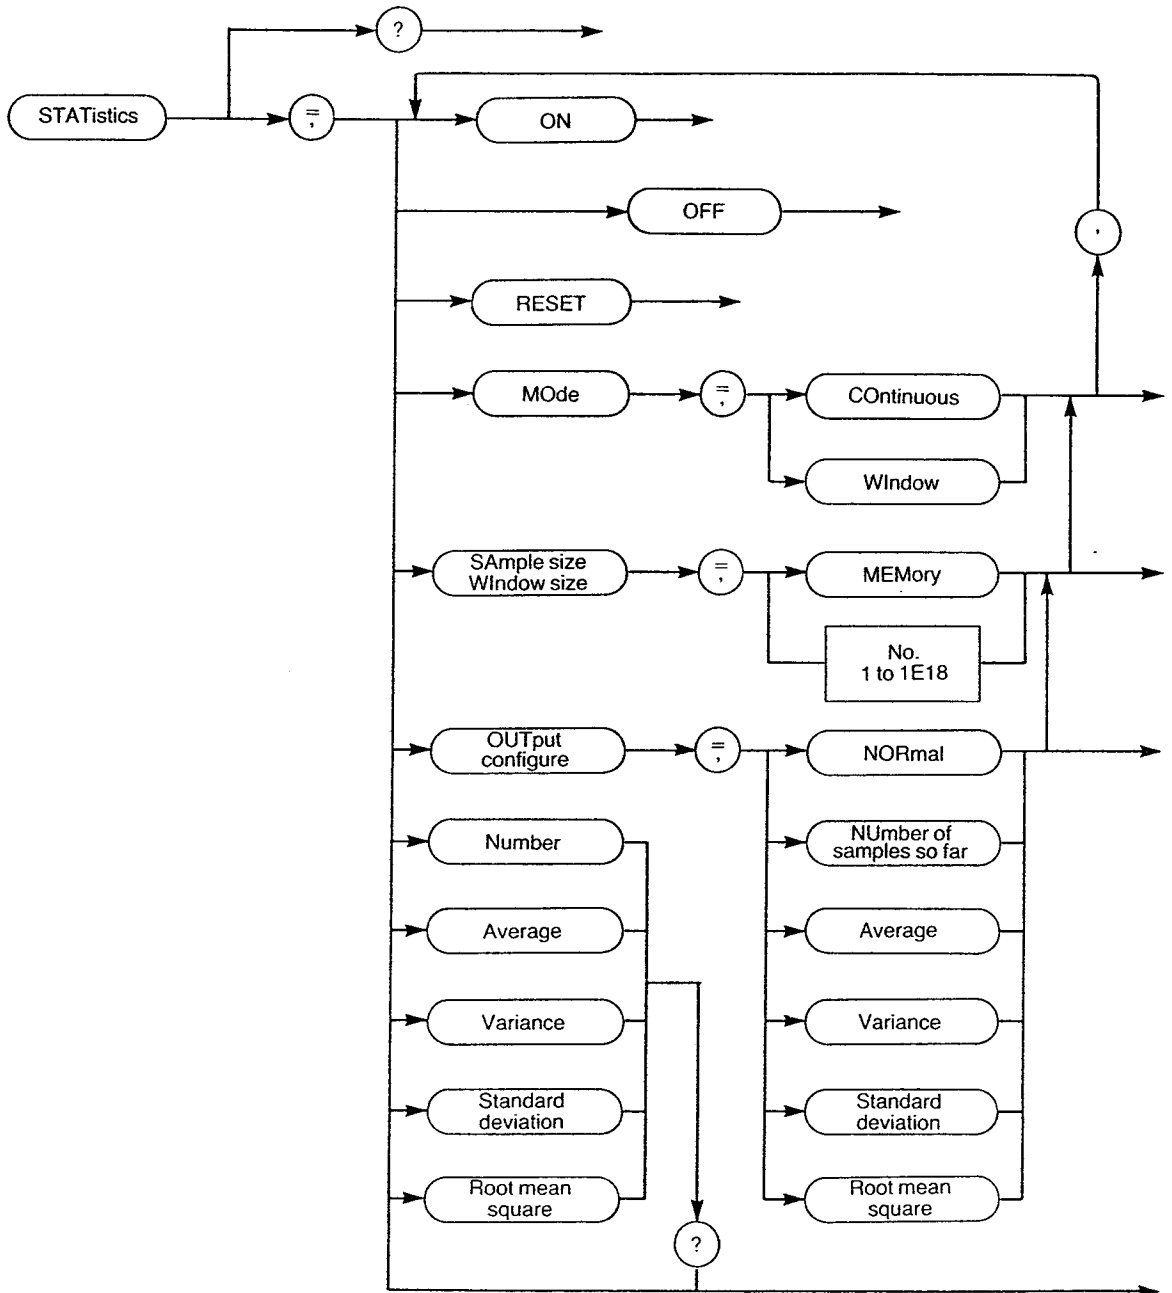 ?
STATistics
=
,
ON
OFF
,
RESET
MOde
=
,
COntinuous
WIndow
SAmple size
WIndow size
=
,
MEMory
No.
1 to 1E18
OUTput
configure
=
,
NORmal
Number
NUmber of
samples so far
Average
Average
Variance
Variance
Standard
deviation
Standard
deviation
Root mean
square
Root mean
square
?